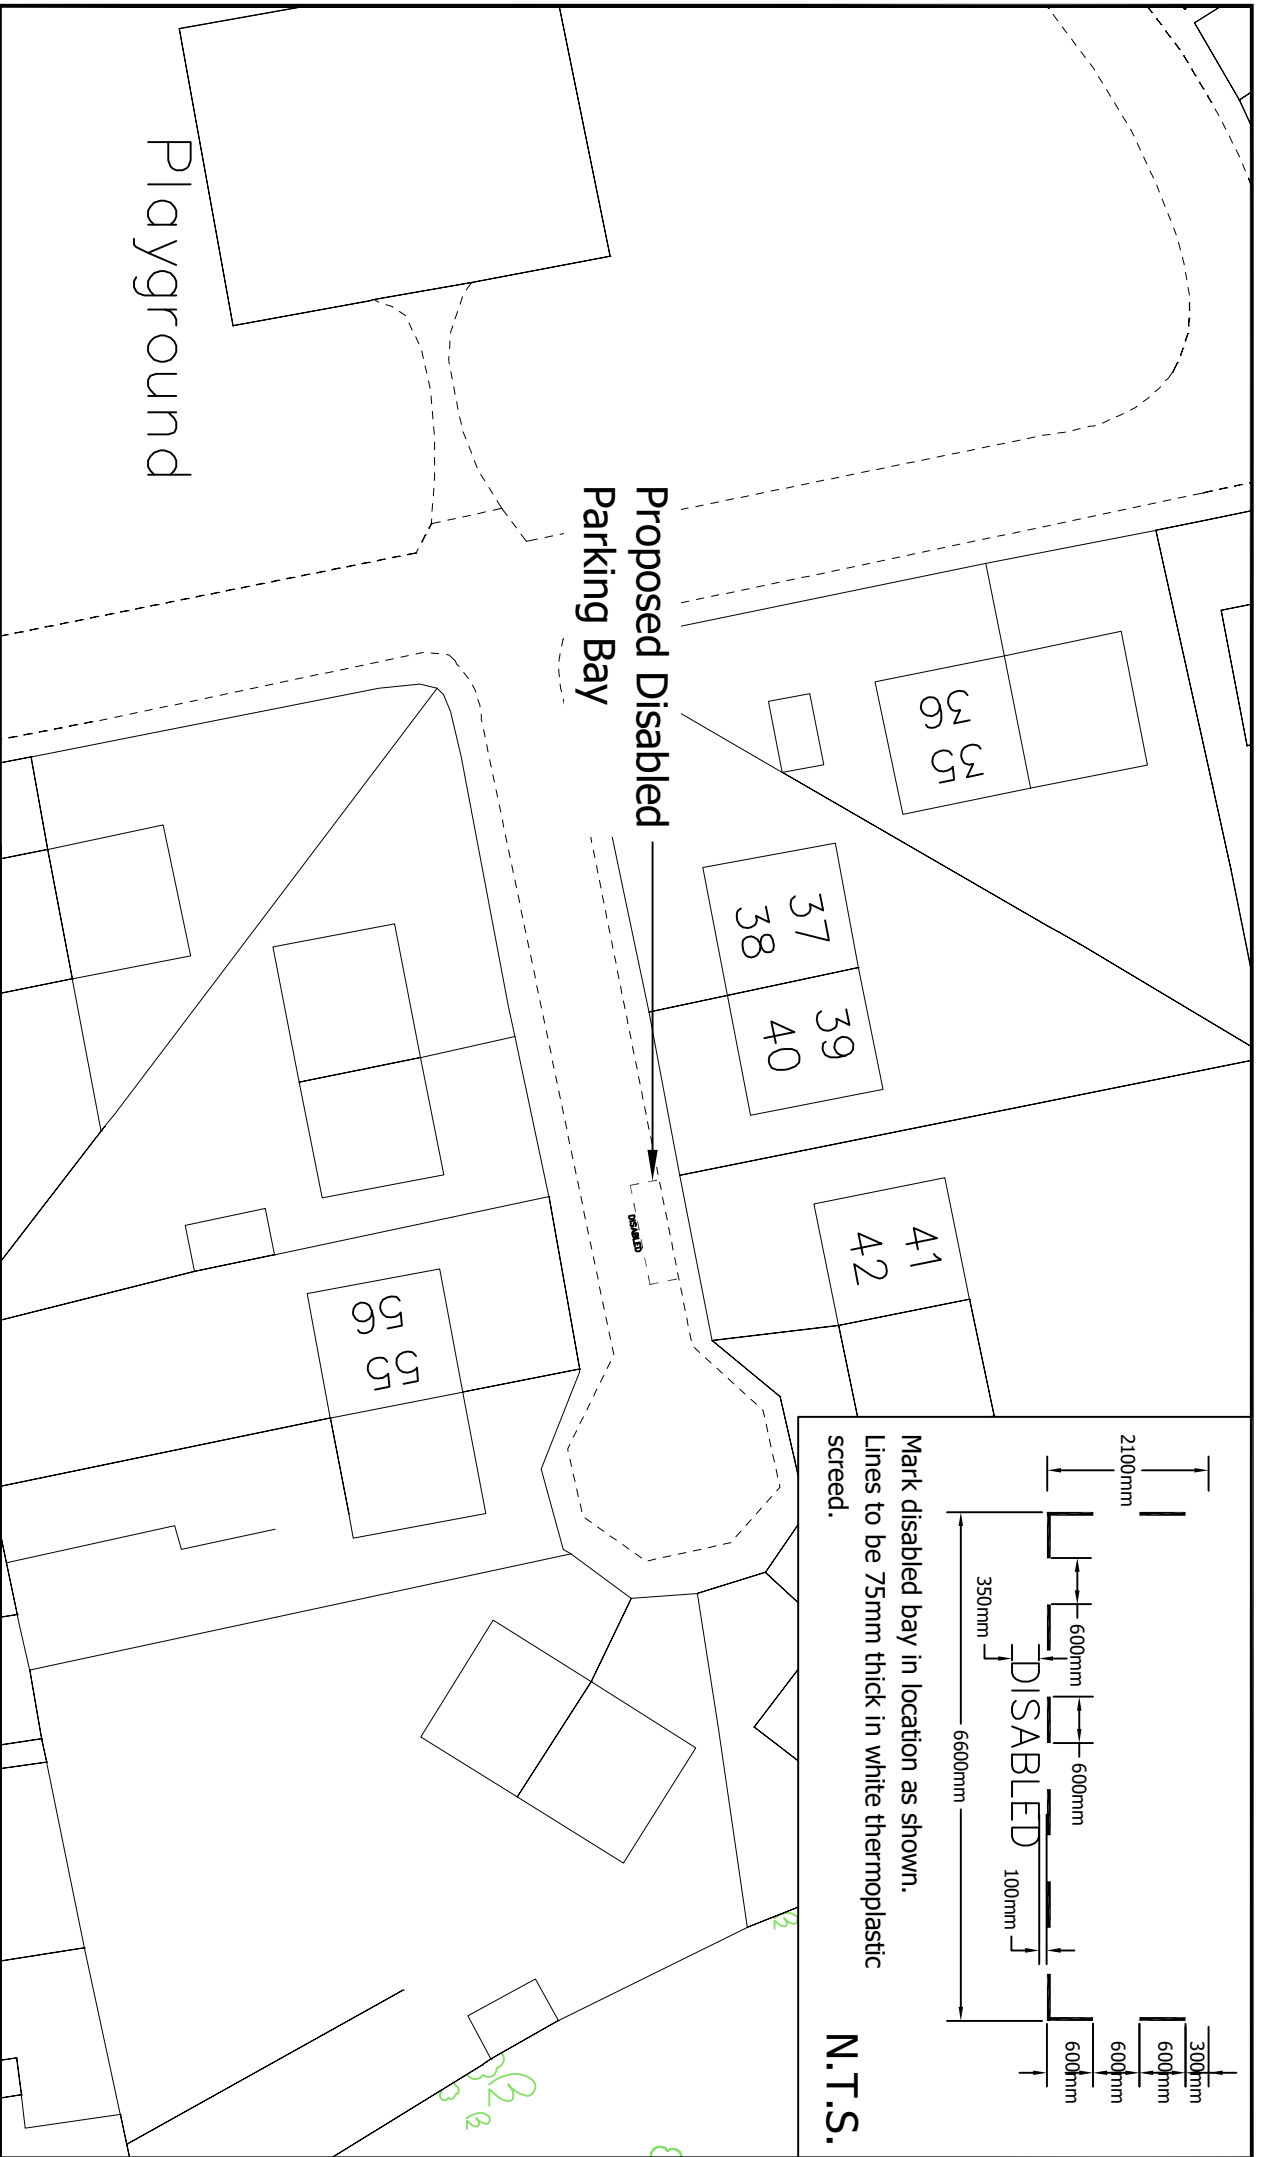 Playground
Proposed Disabled
Parking Bay
36
35
37
38
39
40
41
42
56
55
DISABLED
2100mm
600mm
600mm
350mm
DISABLED
100mm
6600mm
300mm
600mm
600mm
600mm
Mark disabled bay in location as shown.
Lines to be 75mm thick in white thermoplastic
screed.
N.T.S.